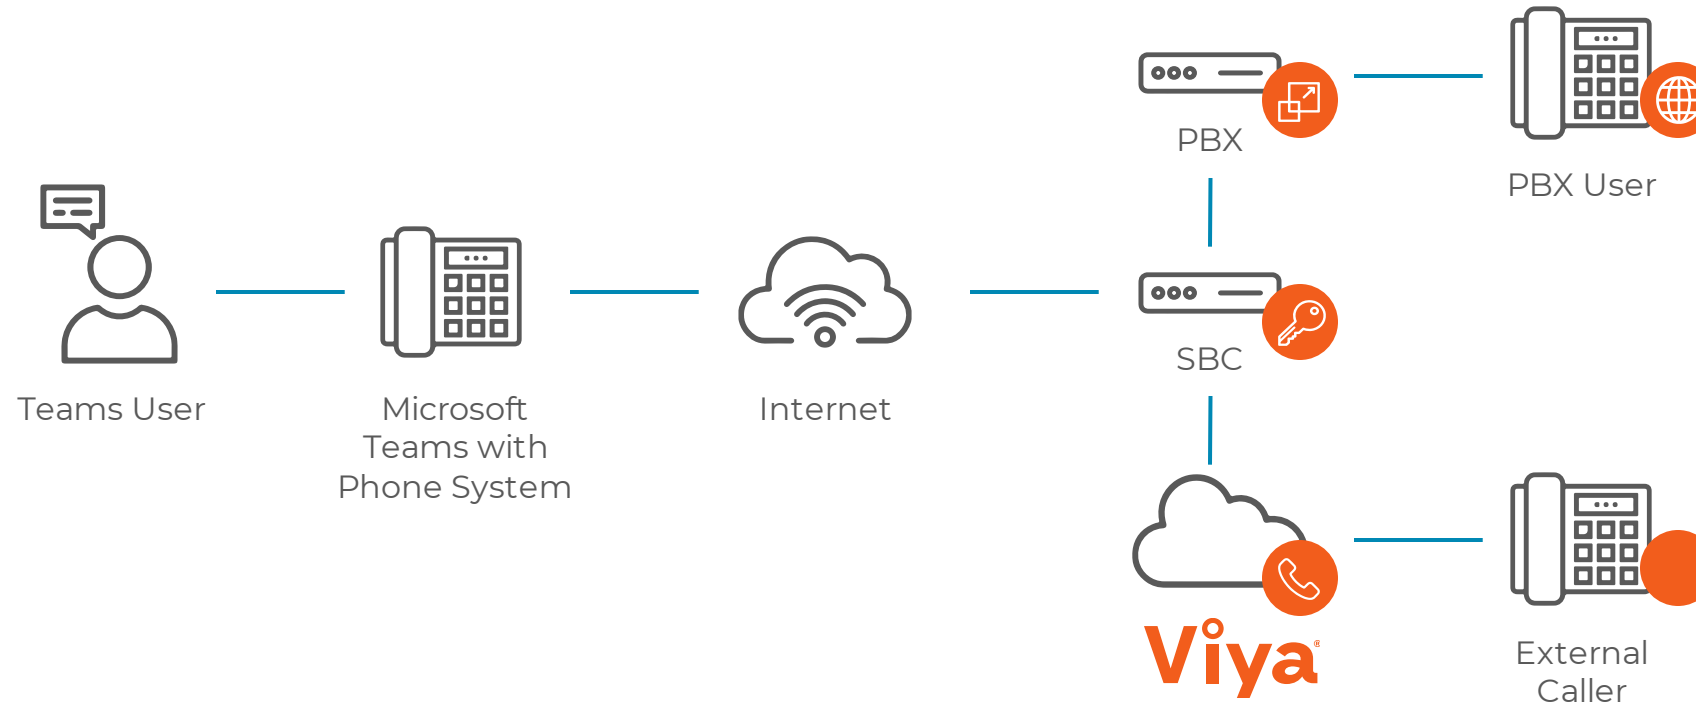 PBX
PBX User
SBC
Teams User
Microsoft
Teams with
Phone System
Internet
Viya®
External
Caller